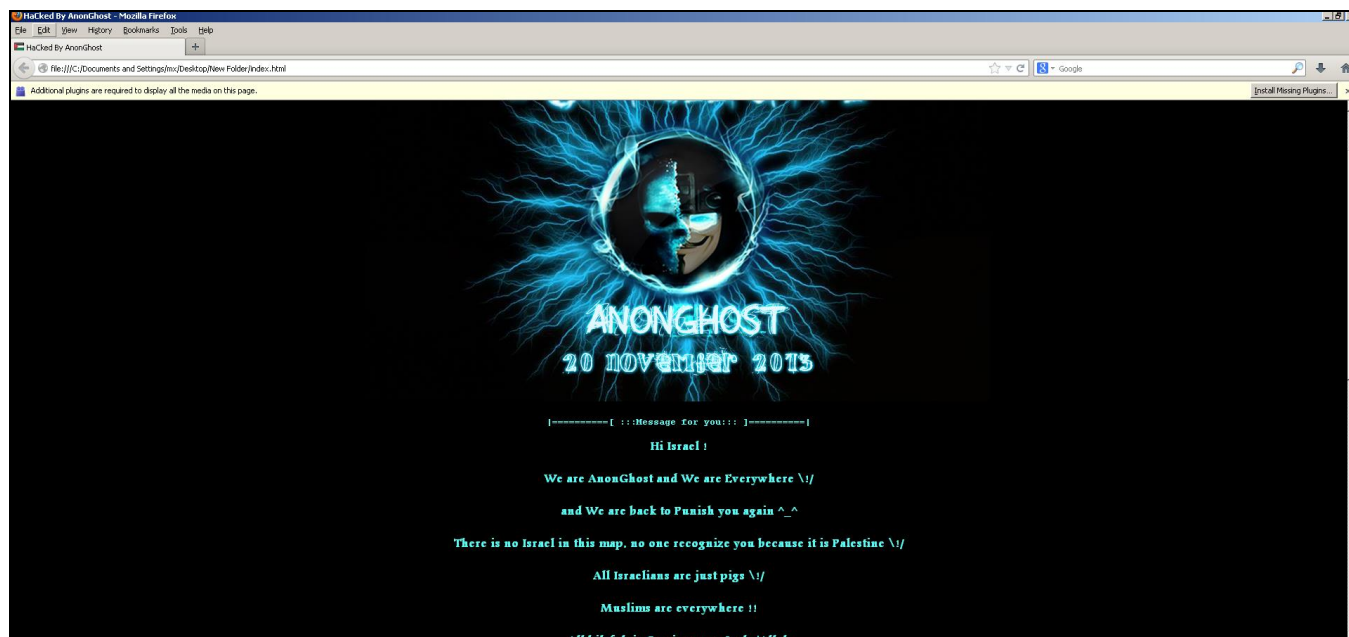 HaCked By AnonGhost - Mozilla Firefox
File Edit View History Bookmarks Tools Help
HaCked By AnonGhost +
file:///C:/Documents and Settings/mx/Desktop/New Folder/index.html
Google
Additional plugins are required to display all the media on this page.
Install Missing Plugins...
ANONGHOST
20 november 2013
|==========[ :::Message for you::: ]==========|
Hi Israel !
We are AnonGhost and We are Everywhere \!/
and We are back to Punish you again ^_^
There is no Israel in this map, no one recognize you because it is Palestine \!/
All Israelians are just pigs \!/
Muslims are everywhere !!